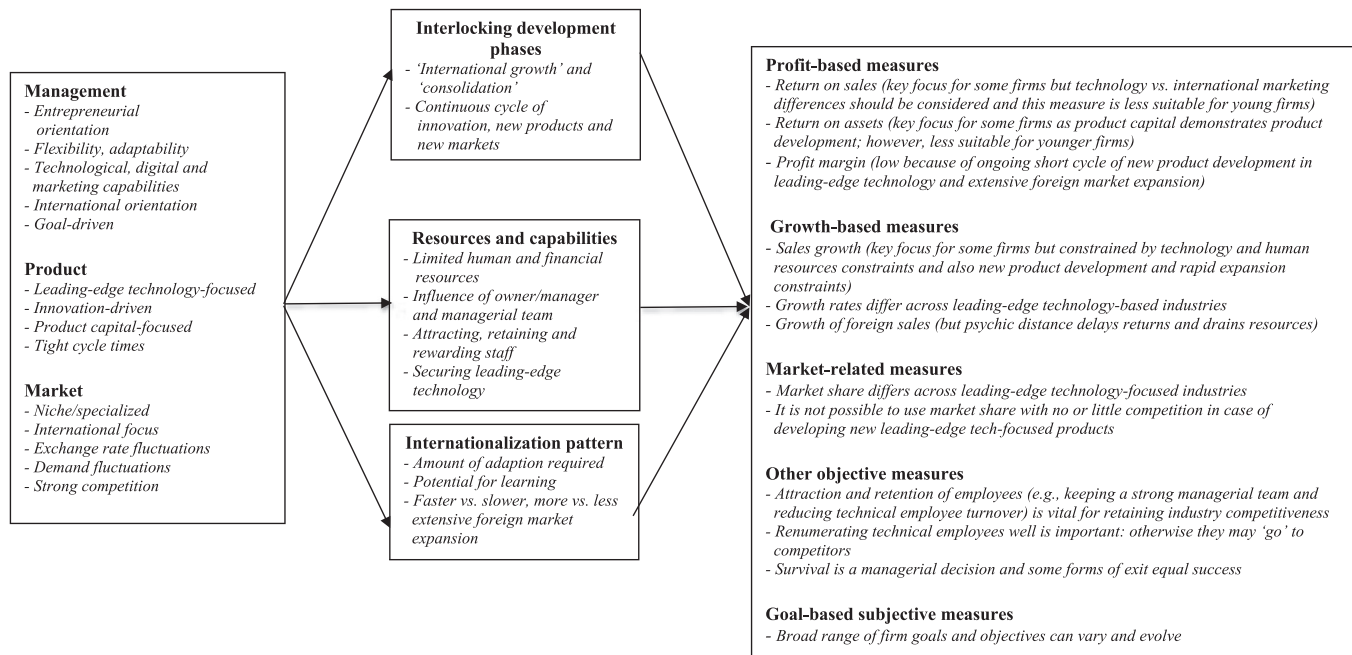 Management
- Entrepreneurial
orientation
- Flexibility, adaptability
- Technological, digital and
marketing capabilities
- International orientation
- Goal-driven
Product
- Leading-edge technology-focused
- Innovation-driven
- Product capital-focused
- Tight cycle times
Market
- Niche/specialized
- International focus
- Exchange rate fluctuations
- Demand fluctuations
- Strong competition
Interlocking development
phases
- ‘International growth’ and
‘consolidation’
- Continuous cycle of
innovation, new products and
new markets
Resources and capabilities
- Limited human and financial
resources
- Influence of owner/manager
and managerial team
- Attracting, retaining and
rewarding staff
- Securing leading-edge
technology
Internationalization pattern
- Amount of adaption required
- Potential for learning
- Faster vs. slower, more vs. less
extensive foreign market
expansion
Profit-based measures
- Return on sales (key focus for some firms but technology vs. international marketing
differences should be considered and this measure is less suitable for young firms)
- Return on assets (key focus for some firms as product capital demonstrates product
development; however, less suitable for younger firms)
- Profit margin (low because of ongoing short cycle of new product development in
leading-edge technology and extensive foreign market expansion)
Growth-based measures
- Sales growth (key focus for some firms but constrained by technology and human
resources constraints and also new product development and rapid expansion
constraints)
- Growth rates differ across leading-edge technology-based industries
- Growth of foreign sales (but psychic distance delays returns and drains resources)
Market-related measures
- Market share differs across leading-edge technology-focused industries
- It is not possible to use market share with no or little competition in case of
developing new leading-edge tech-focused products
Other objective measures
- Attraction and retention of employees (e.g., keeping a strong managerial team and
reducing technical employee turnover) is vital for retaining industry competitiveness
- Renumerating technical employees well is important: otherwise they may ‘go’ to
competitors
- Survival is a managerial decision and some forms of exit equal success
Goal-based subjective measures
- Broad range of firm goals and objectives can vary and evolve